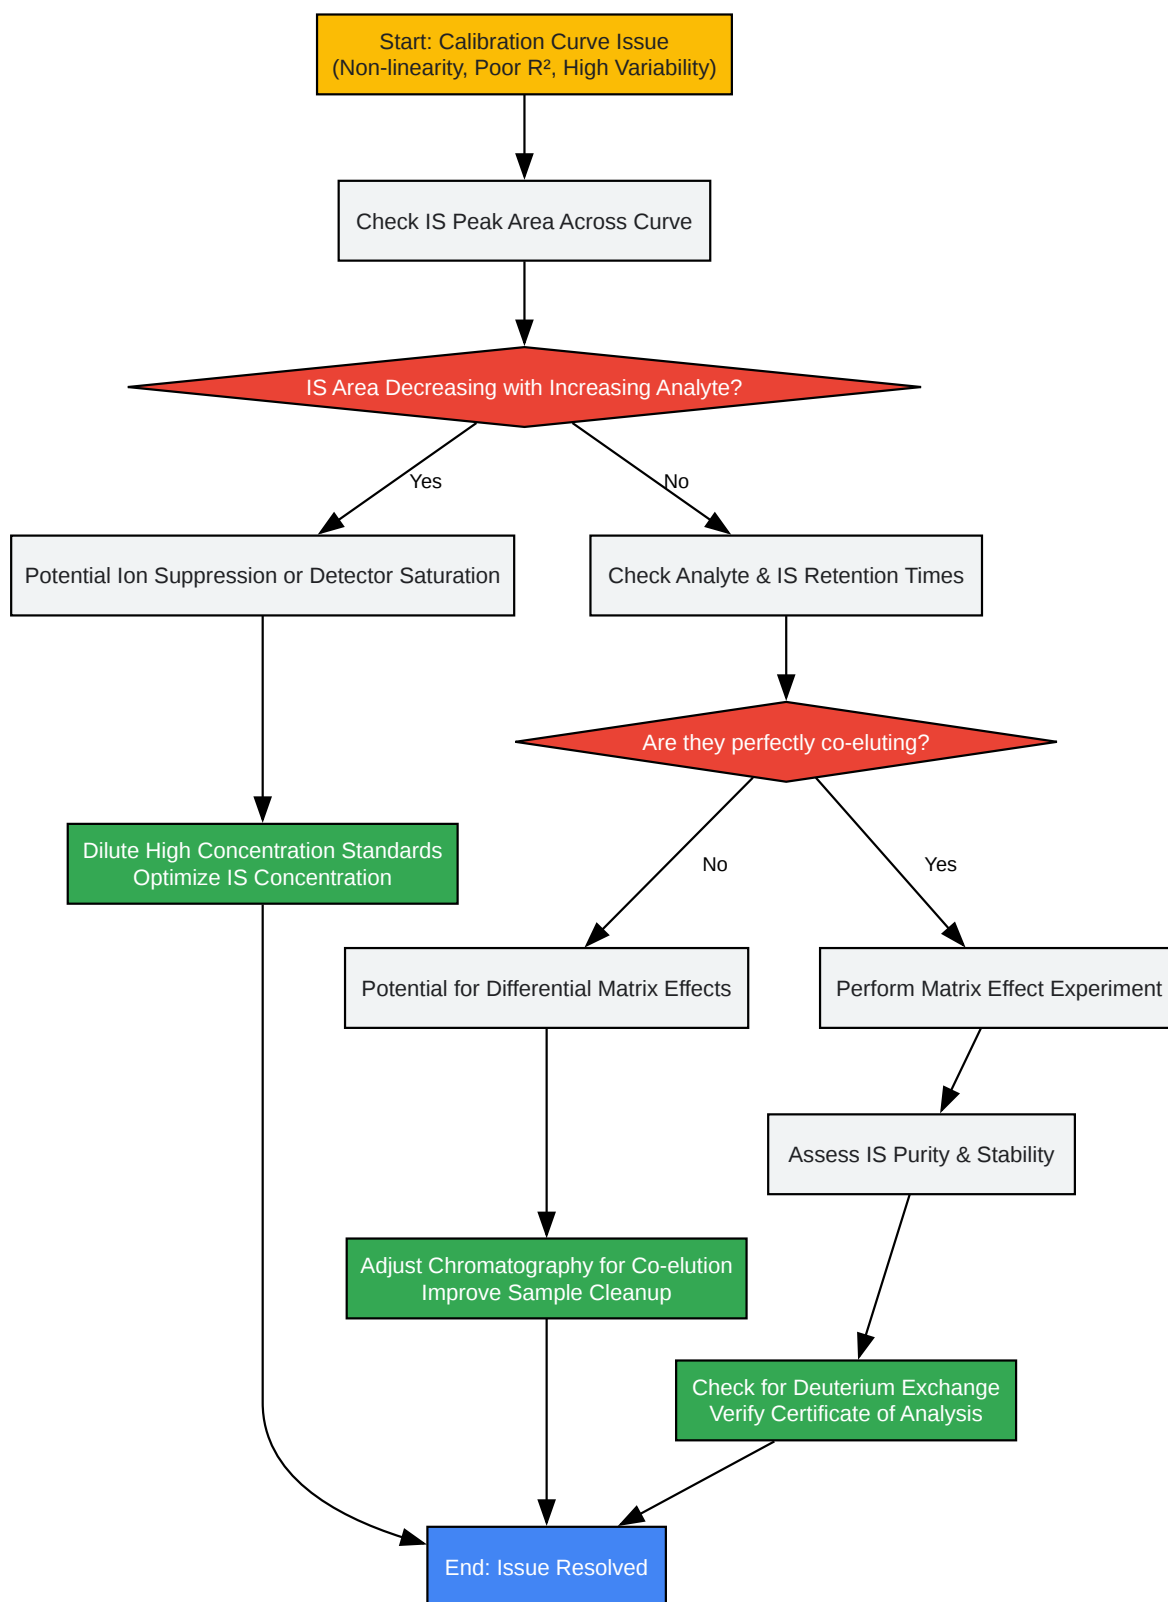 Start: Calibration Curve Issue
(Non-linearity, Poor R², High Variability)
Check IS Peak Area Across Curve
IS Area Decreasing with Increasing Analyte?
Yes
No
Potential Ion Suppression or Detector Saturation
Check Analyte & IS Retention Times
Are they perfectly co-eluting?
Dilute High Concentration Standards
Optimize IS Concentration
No
Yes
Potential for Differential Matrix Effects
Perform Matrix Effect Experiment
Assess IS Purity & Stability
Adjust Chromatography for Co-elution
Improve Sample Cleanup
Check for Deuterium Exchange
Verify Certificate of Analysis
End: Issue Resolved